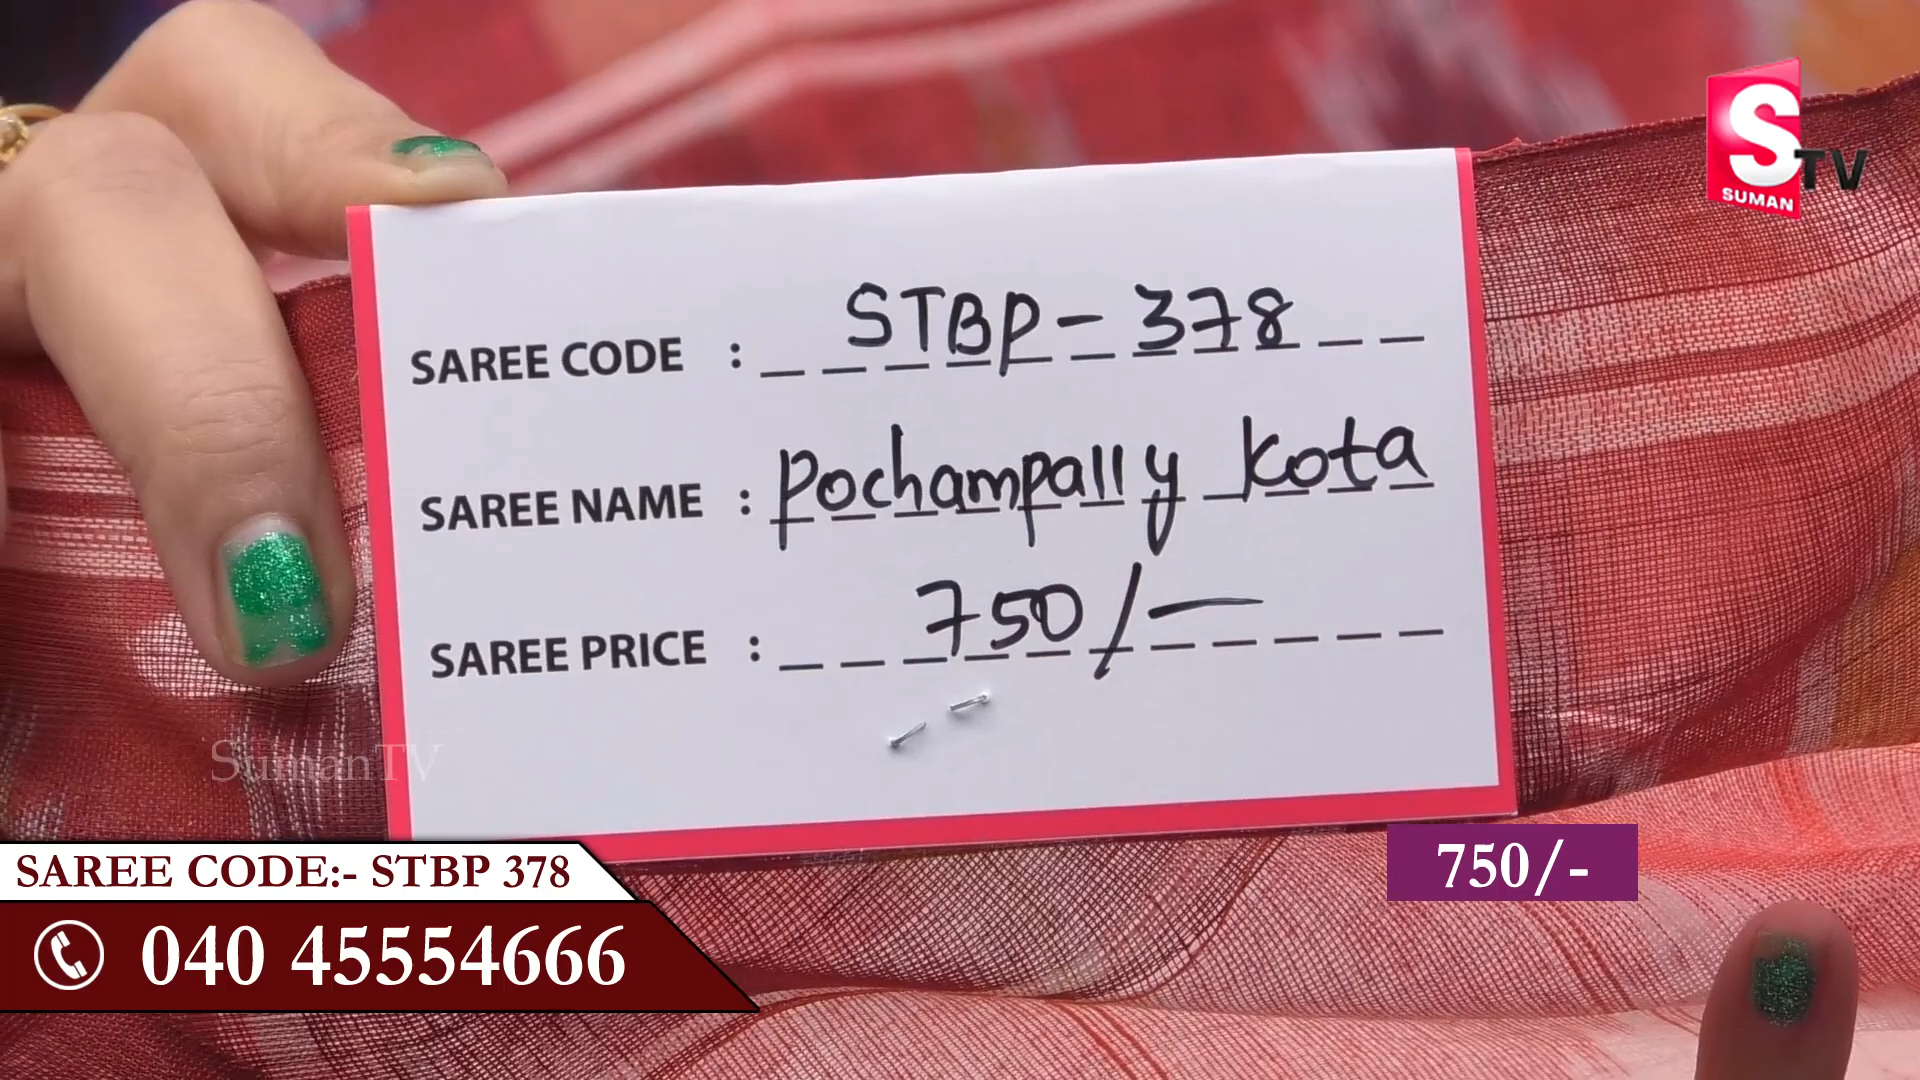 S TV
SUMAN
SAREE CODE : STBP - 378
SAREE NAME : Pochampally Kota
SAREE PRICE : 750/-
SumanTV
SAREE CODE:- STBP 378
750/-
040 45554666